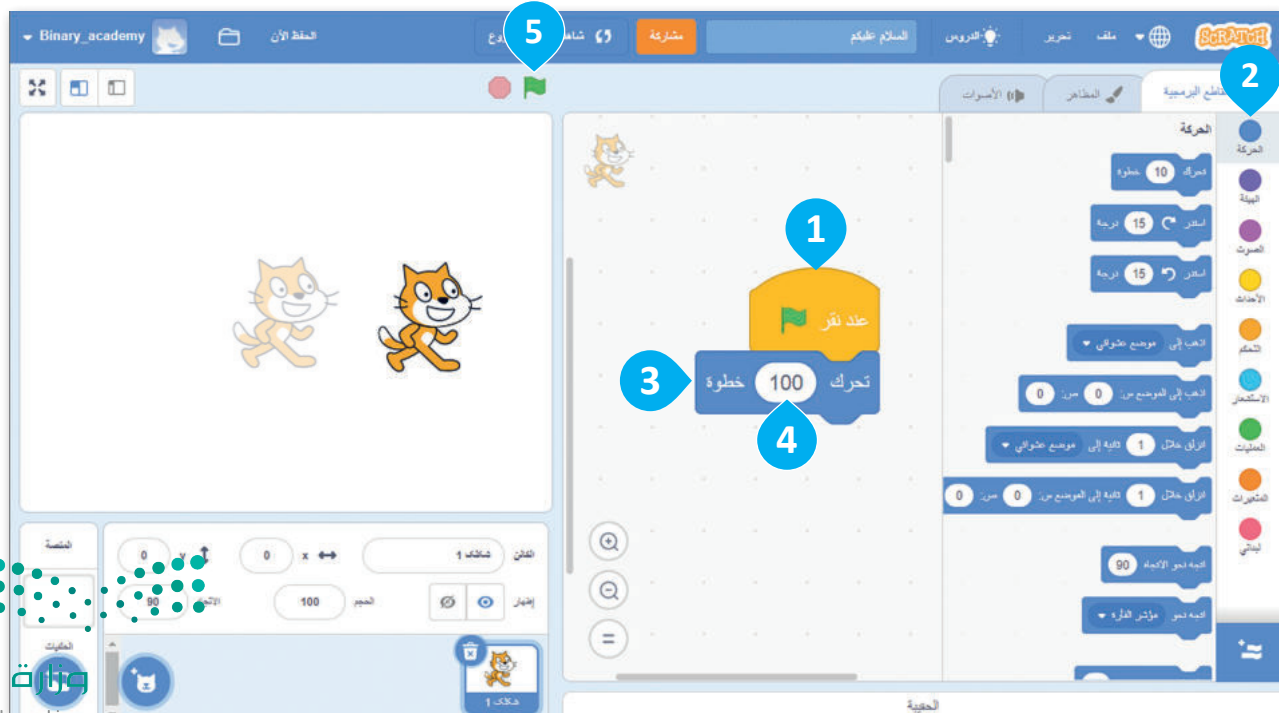 SCRATCH
ملف
تحرير
الدروس
السلام عليكم
مشاركة
5
الحفظ الآن
Binary_academy
2
المظاهر
الأصوات
الحركة
الحركة
الهيئة
الصوت
الأحداث
التحكم
الاستشعار
العمليات
المتغيرات
لبناتي
تحرك 10 خطوة
استدر 15 درجة
استدر 15 درجة
اذهب إلى موضع عشوائي
اذهب إلى الموضع س: 0 ص: 0
انزلق خلال 1 ثانية إلى موضع عشوائي
انزلق خلال 1 ثانية إلى الموضع س: 0 ص: 0
اتجه نحو الاتجاه 90
اتجه نحو مؤشر الفأرة
1
عند نقر
3
تحرك 100 خطوة
4
الحقيبة
الكائن
x 0
y 0
إظهار
الحجم 100
90
المنصة
الخلفيات
وزارة